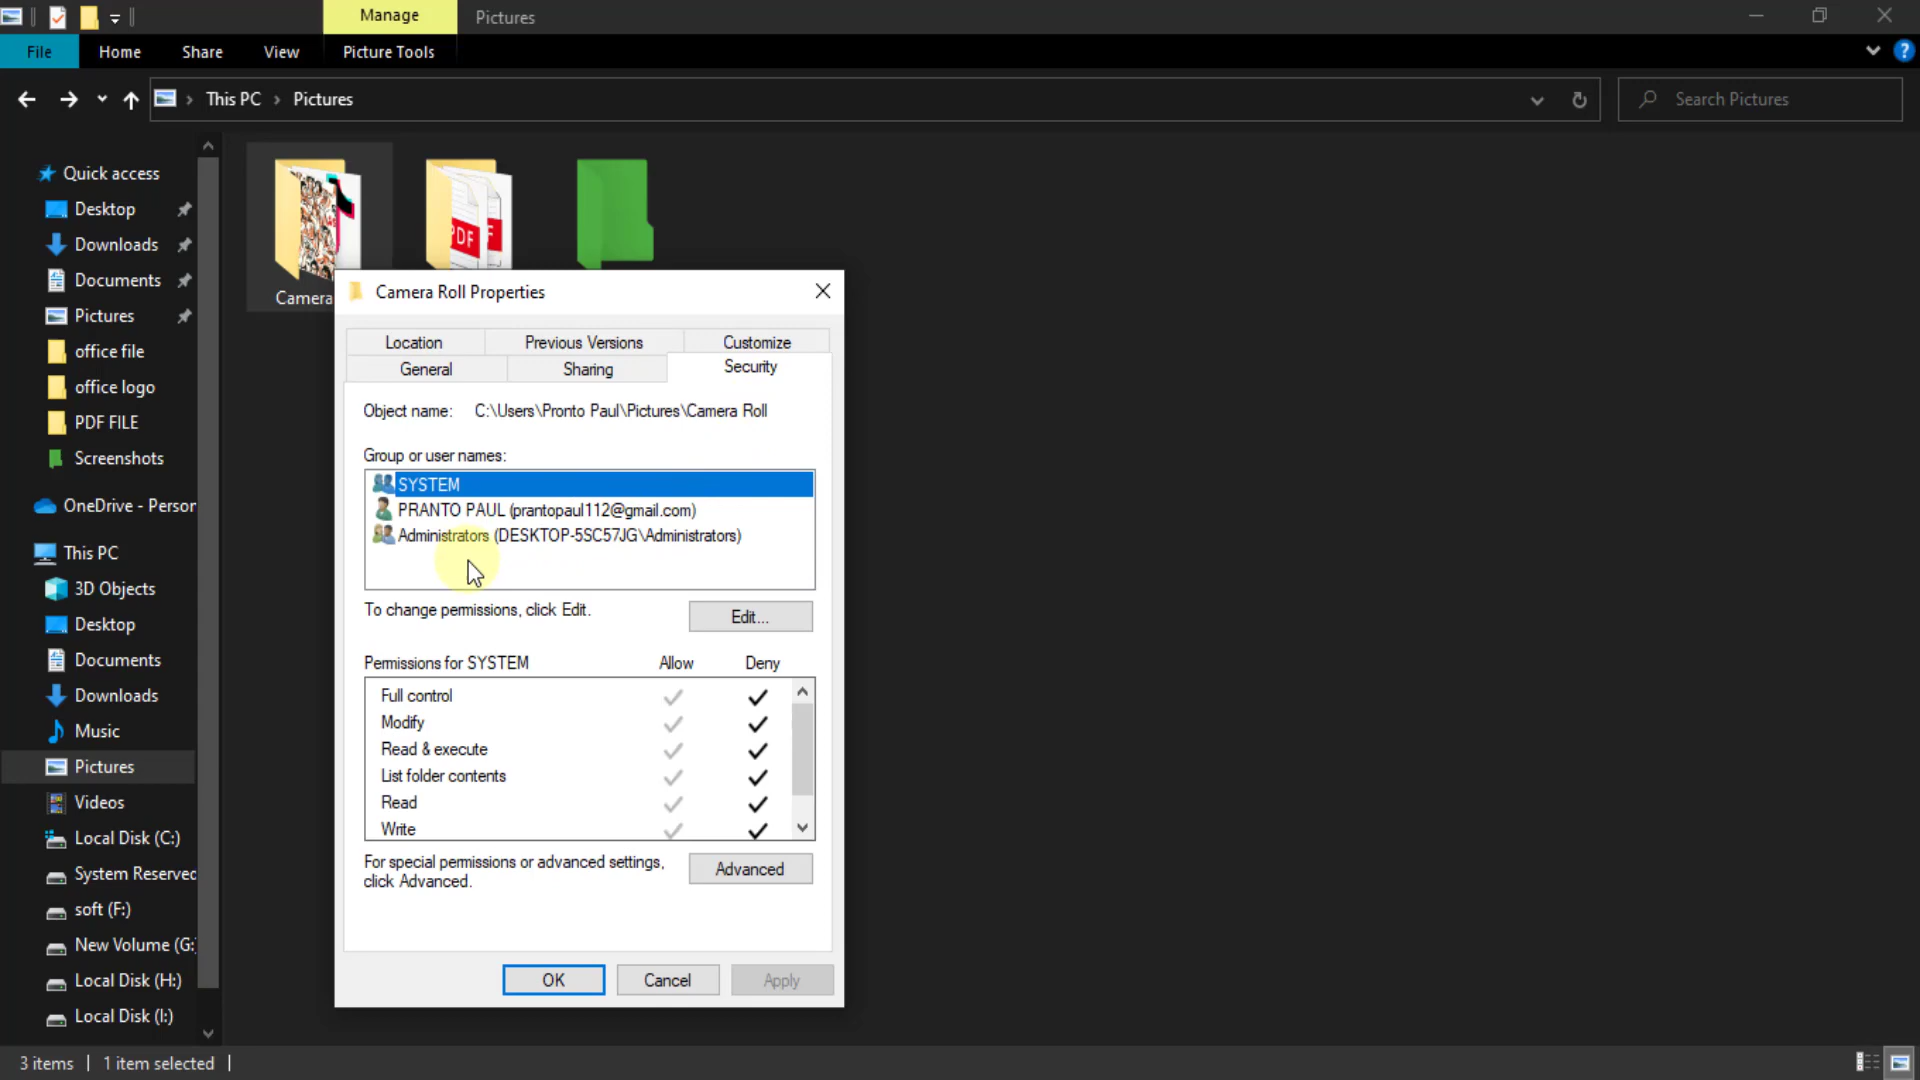 Manage
Pictures
File
Home
Share
View
Picture Tools
This PC
Pictures
Search Pictures
Quick access
Desktop
Downloads
Documents
Pictures
office file
office logo
PDF FILE
Screenshots
OneDrive - Person
This PC
3D Objects
Desktop
Documents
Downloads
Music
Pictures
Videos
Local Disk (C:)
System Reserved
soft (F:)
New Volume (G:)
Local Disk (H:)
Local Disk (I:)
PDF
Camera
Camera Roll Properties
Location
Previous Versions
Customize
General
Sharing
Security
Object name: C:\Users\Pronto Paul\Pictures\Camera Roll
Group or user names:
SYSTEM
PRANTO PAUL (prantopaul112@gmail.com)
Administrators (DESKTOP-5SC57JG\Administrators)
To change permissions, click Edit.
Edit...
Permissions for SYSTEM Allow Deny
Full control
Modify
Read & execute
List folder contents
Read
Write
For special permissions or advanced settings,
click Advanced.
Advanced
OK
Cancel
Apply
3 items
1 item selected